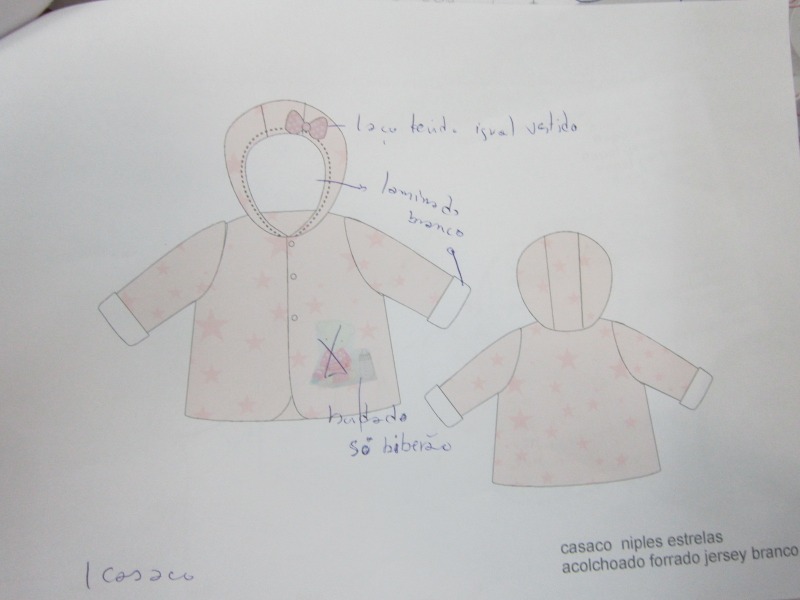 laço tecido igual vestido
laminado
branco
bordado
só biberão
casaco niples estrelas
acolchoado forrado jersey branco
1 casaco